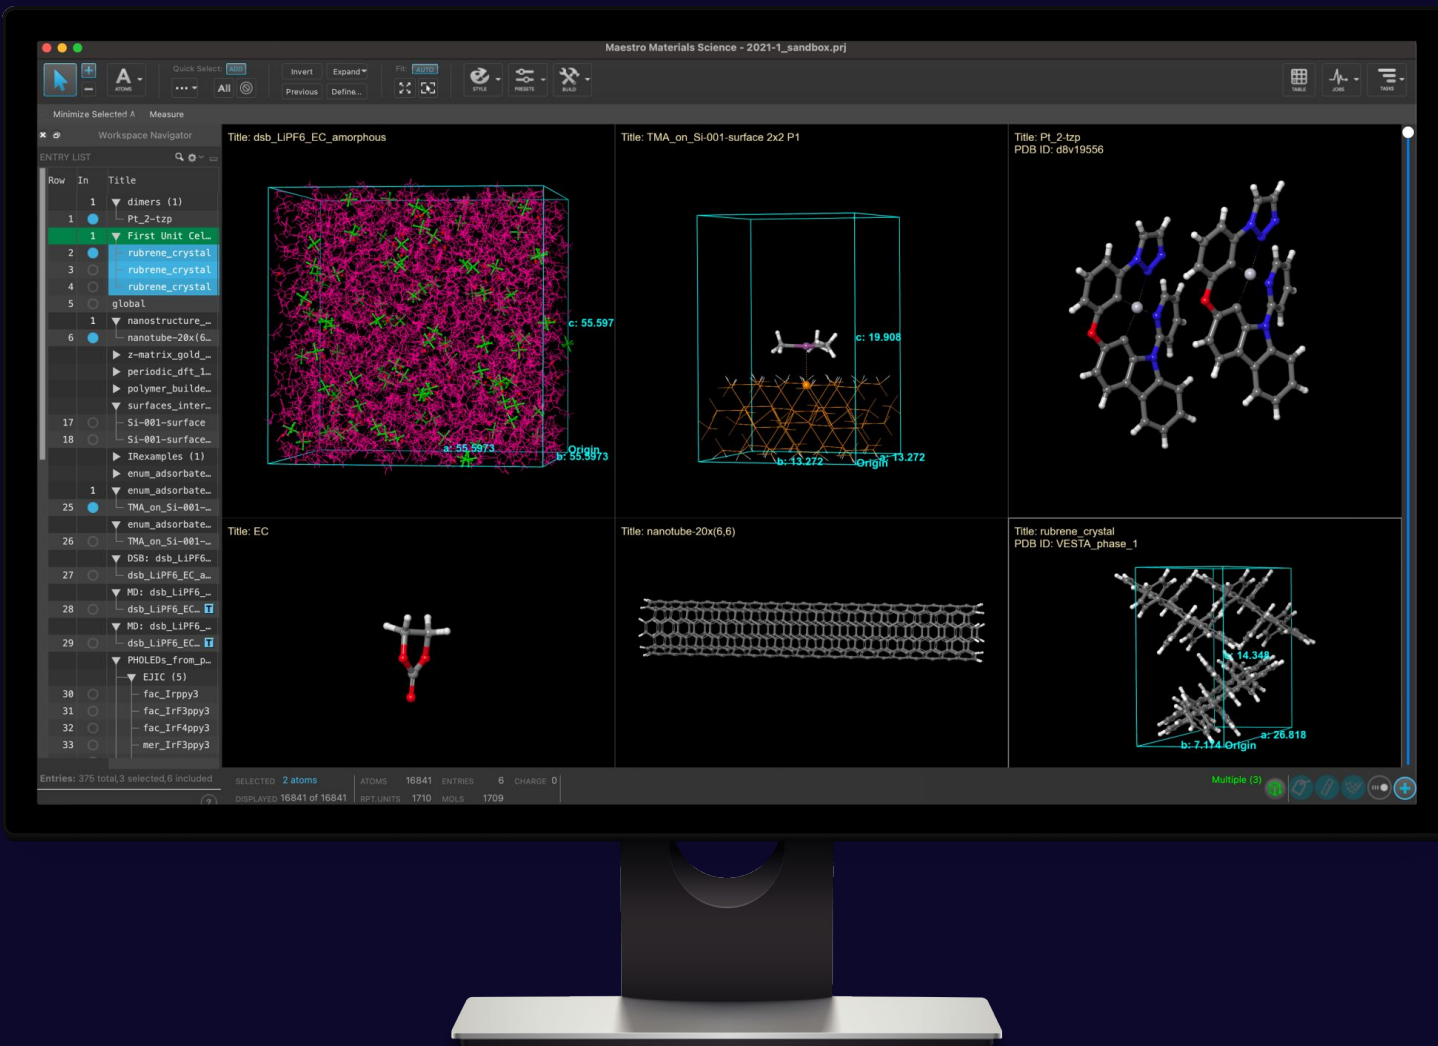 Maestro Materials Science - 2021-1_sandbox.prj
ATOMS
Quick Select: ADD
All
Invert
Expand
Previous
Define...
Fit: AUTO
STYLE
PRESETS
BUILD
TABLE
JOBS
TASKS
Minimize Selected A
Measure
Workspace Navigator
ENTRY LIST
Row In Title
1 dimers (1)
1 Pt_2-tzp
1 First Unit Cel...
2 rubrene_crystal
3 rubrene_crystal
4 rubrene_crystal
5 global
1 nanostructure_...
6 nanotube-20x(6...
z-matrix_gold_...
periodic_dft_1...
polymer_builde...
surfaces_inter...
17 Si-001-surface
18 Si-001-surface...
IRexamples (1)
enum_adsorbate...
1 enum_adsorbate...
25 TMA_on_Si-001-...
enum_adsorbate...
26 TMA_on_Si-001-...
DSB: dsb_LiPF6...
27 dsb_LiPF6_EC_a...
MD: dsb_LiPF6_...
28 dsb_LiPF6_EC... T
MD: dsb_LiPF6_...
29 dsb_LiPF6_EC... T
PHOLEDs_from_p...
EJIC (5)
30 fac_Irppy3
31 fac_IrF3ppy3
32 fac_IrF4ppy3
33 mer_IrF3ppy3
Entries: 375 total,3 selected,6 included
?
Title: dsb_LiPF6_EC_amorphous
c: 55.597
a: 55.5973
Origin
b: 55.5973
Title: TMA_on_Si-001-surface 2x2 P1
c: 19.908
b: 13.272
Origin
a: 13.272
Title: Pt_2-tzp
PDB ID: d8v19556
Title: EC
Title: nanotube-20x(6,6)
Title: rubrene_crystal
PDB ID: VESTA_phase_1
14.348
a: 26.818
b: 7.174 Origin
SELECTED 2 atoms
ATOMS 16841 ENTRIES 6 CHARGE 0
DISPLAYED 16841 of 16841
RPT.UNITS 1710 MOLS 1709
Multiple (3)